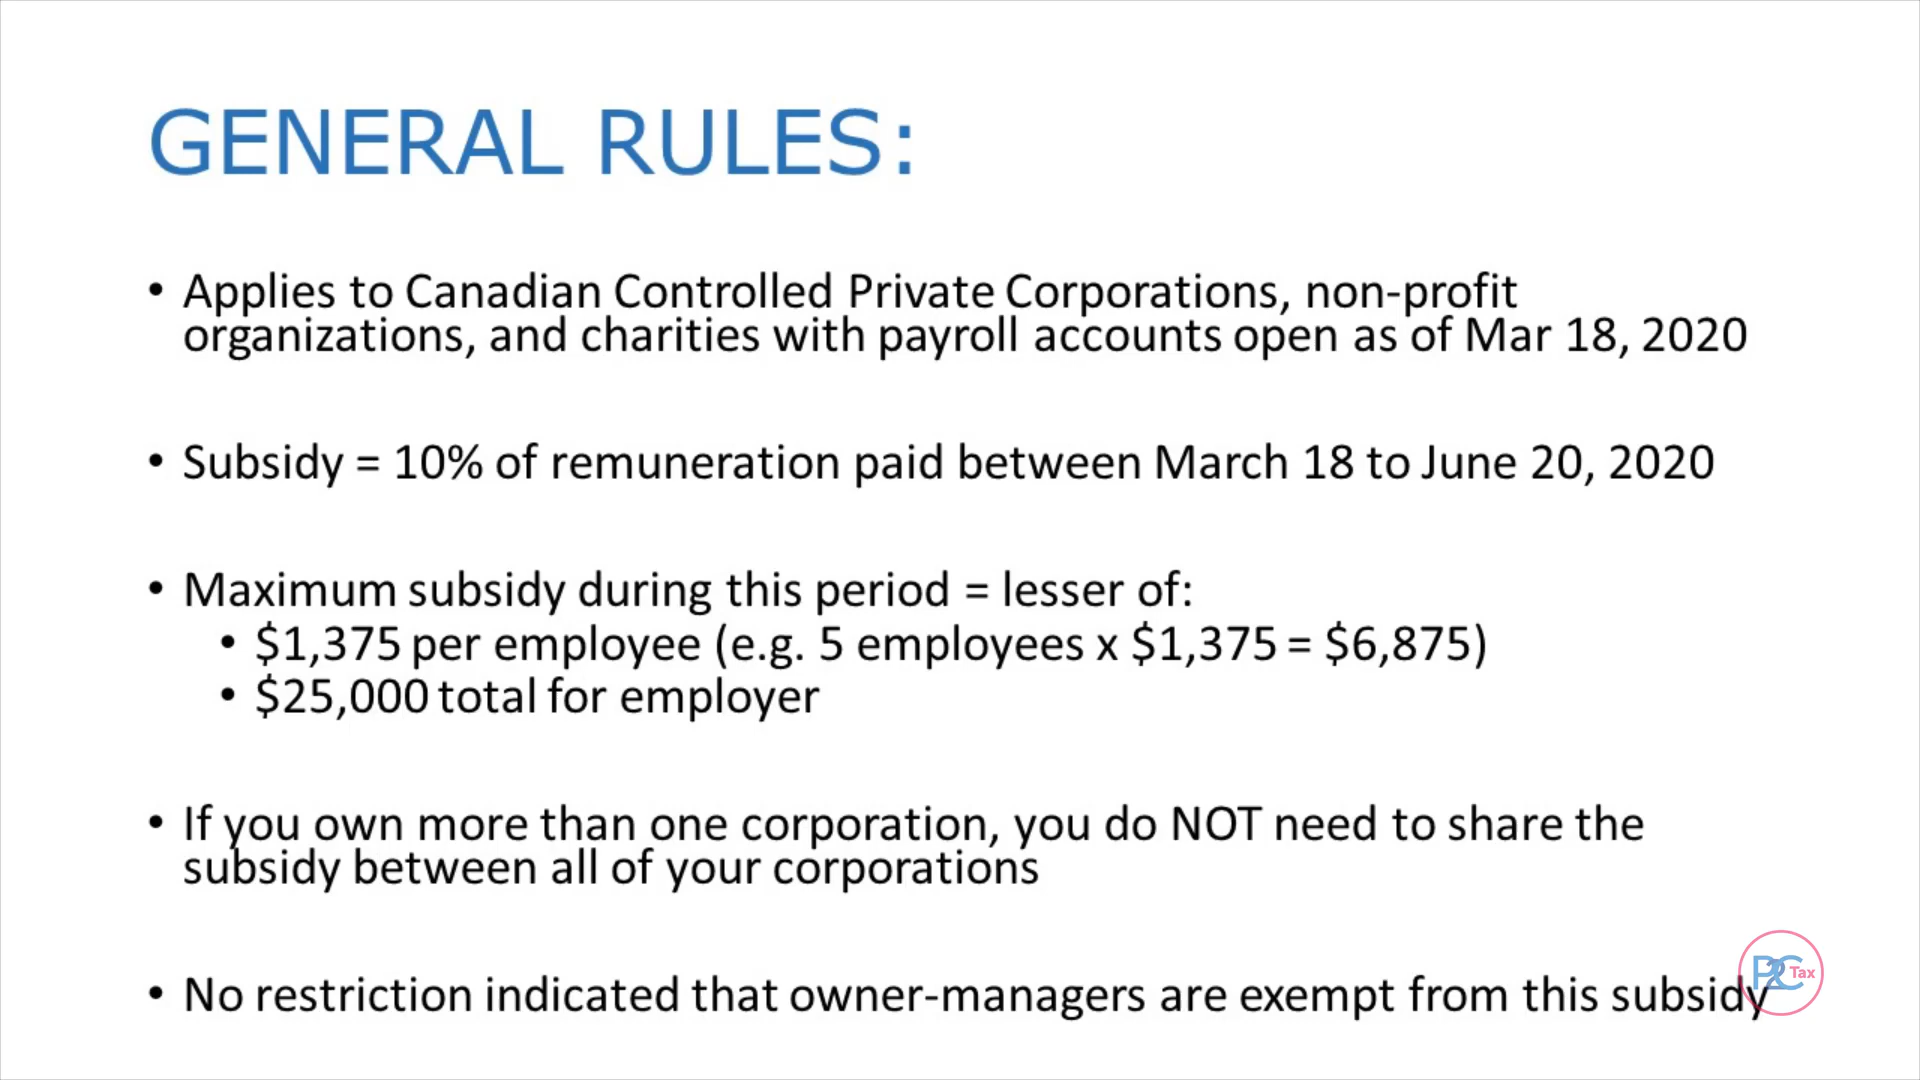 GENERAL RULES:
• Applies to Canadian Controlled Private Corporations, non-profit
organizations, and charities with payroll accounts open as of Mar 18, 2020
• Subsidy = 10% of remuneration paid between March 18 to June 20, 2020
• Maximum subsidy during this period = lesser of:
• $1,375 per employee (e.g. 5 employees x $1,375 = $6,875)
• $25,000 total for employer
• If you own more than one corporation, you do NOT need to share the
subsidy between all of your corporations
• No restriction indicated that owner-managers are exempt from this subsidy
P2C Tax